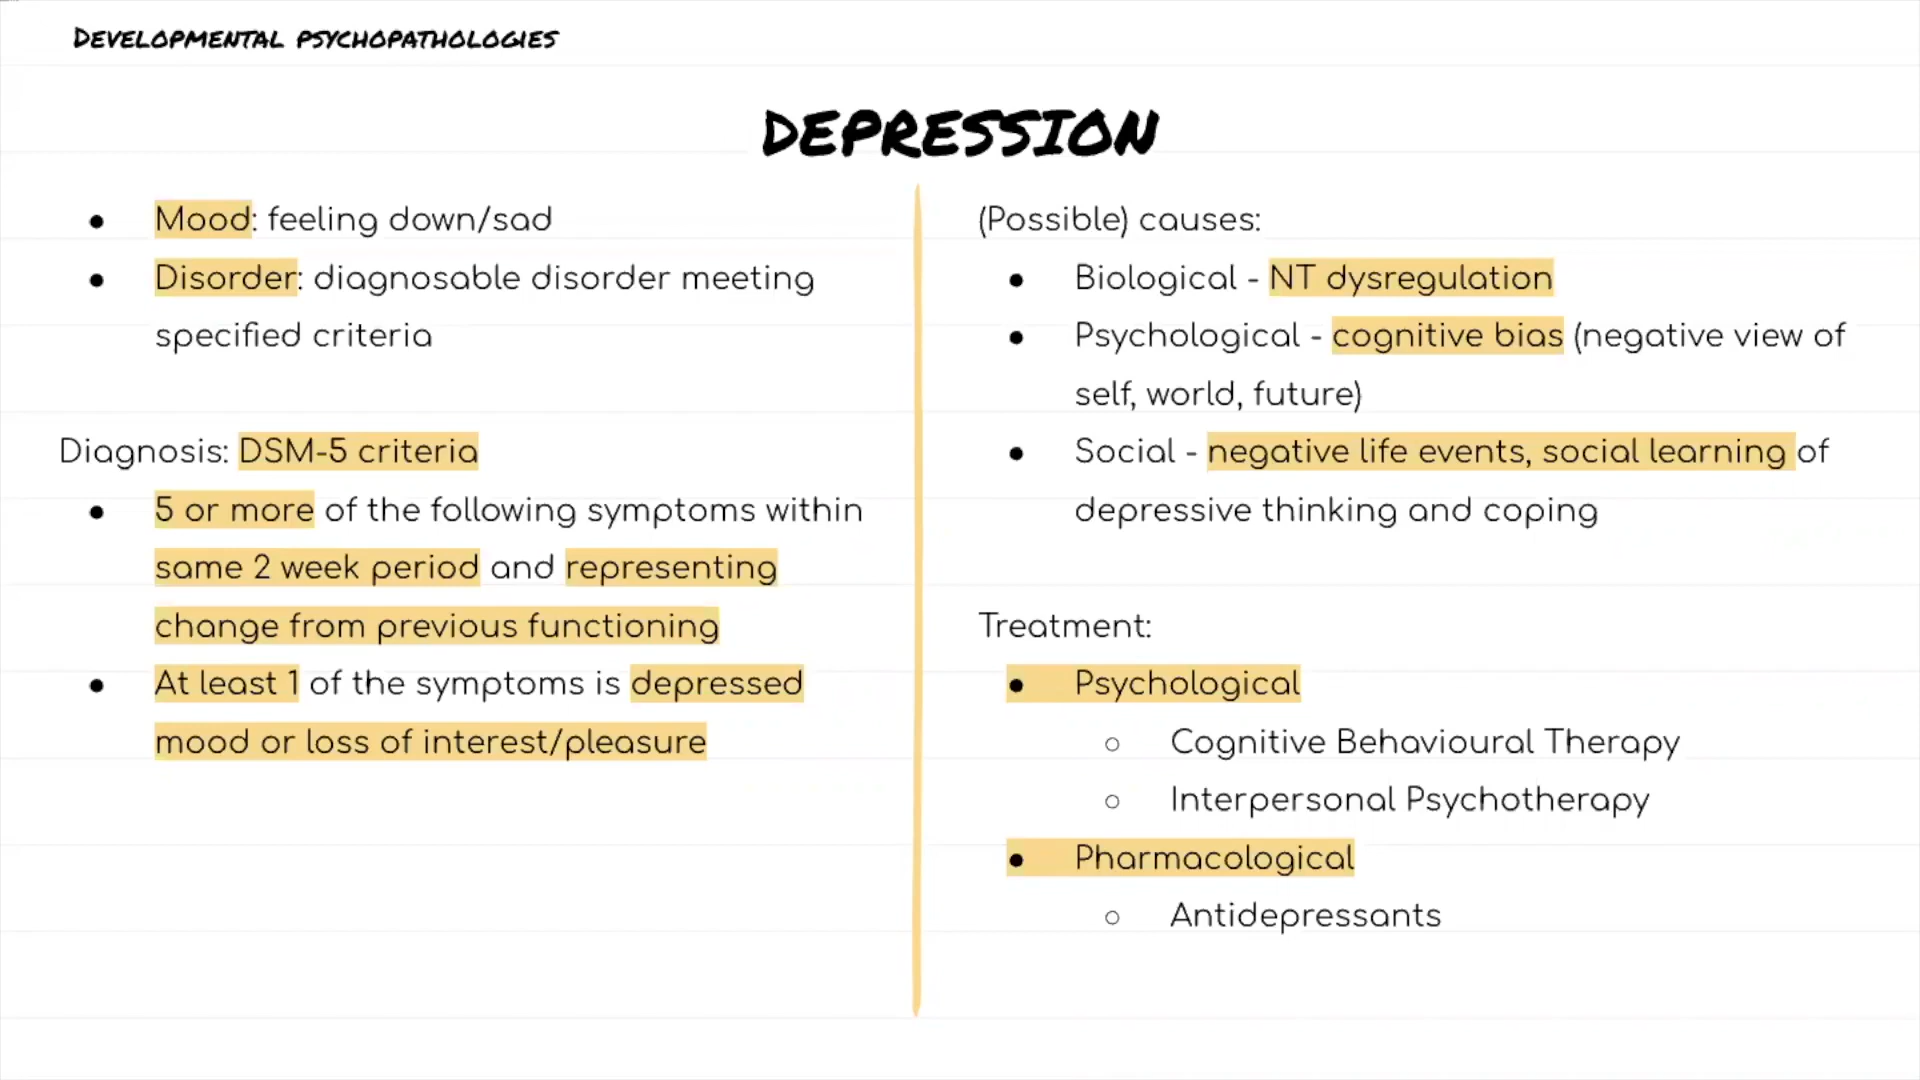 DEVELOPMENTAL PSYCHOPATHOLOGIES
DEPRESSION
● Mood: feeling down/sad
● Disorder: diagnosable disorder meeting
specified criteria
Diagnosis: DSM-5 criteria
● 5 or more of the following symptoms within
same 2 week period and representing
change from previous functioning
● At least 1 of the symptoms is depressed
mood or loss of interest/pleasure
(Possible) causes:
● Biological - NT dysregulation
● Psychological - cognitive bias (negative view of
self, world, future)
● Social - negative life events, social learning of
depressive thinking and coping
Treatment:
● Psychological
○ Cognitive Behavioural Therapy
○ Interpersonal Psychotherapy
● Pharmacological
○ Antidepressants